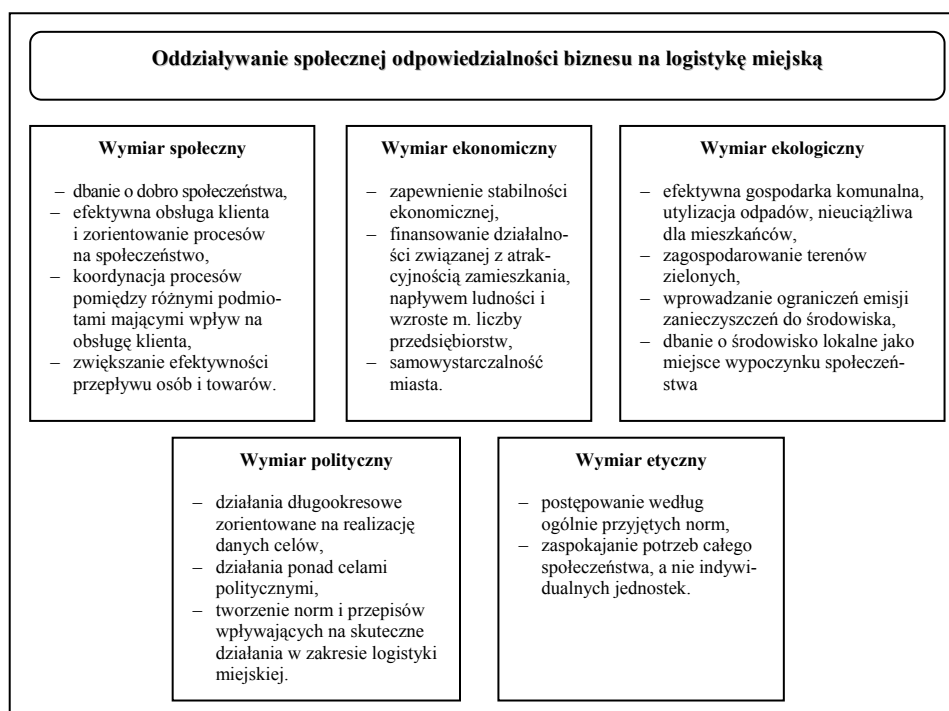 Oddziaływanie społecznej odpowiedzialności biznesu na logistykę miejską
Wymiar społeczny
– dbanie o dobro społeczeństwa,
– efektywna obsługa klienta
i zorientowanie procesów
na społeczeństwo,
– koordynacja procesów
pomiędzy różnymi podmio-
tami mającymi wpływ na
obsługę klienta,
– zwiększanie efektywności
przepływu osób i towarów.
Wymiar ekonomiczny
– zapewnienie stabilności
ekonomicznej,
– finansowanie działalno-
ści związanej z atrak-
cyjnością zamieszkania,
napływem ludności i
wzroste m. liczby
przedsiębiorstw,
– samowystarczalność
miasta.
Wymiar ekologiczny
– efektywna gospodarka komunalna,
utylizacja odpadów, nieuciążliwa
dla mieszkańców,
– zagospodarowanie terenów
zielonych,
– wprowadzanie ograniczeń emisji
zanieczyszczeń do środowiska,
– dbanie o środowisko lokalne jako
miejsce wypoczynku społeczeń-
stwa
Wymiar polityczny
– działania długookresowe
zorientowane na realizację
danych celów,
– działania ponad celami
politycznymi,
– tworzenie norm i przepisów
wpływających na skuteczne
działania w zakresie logistyki
miejskiej.
Wymiar etyczny
– postępowanie według
ogólnie przyjętych norm,
– zaspokajanie potrzeb całego
społeczeństwa, a nie indywi-
dualnych jednostek.